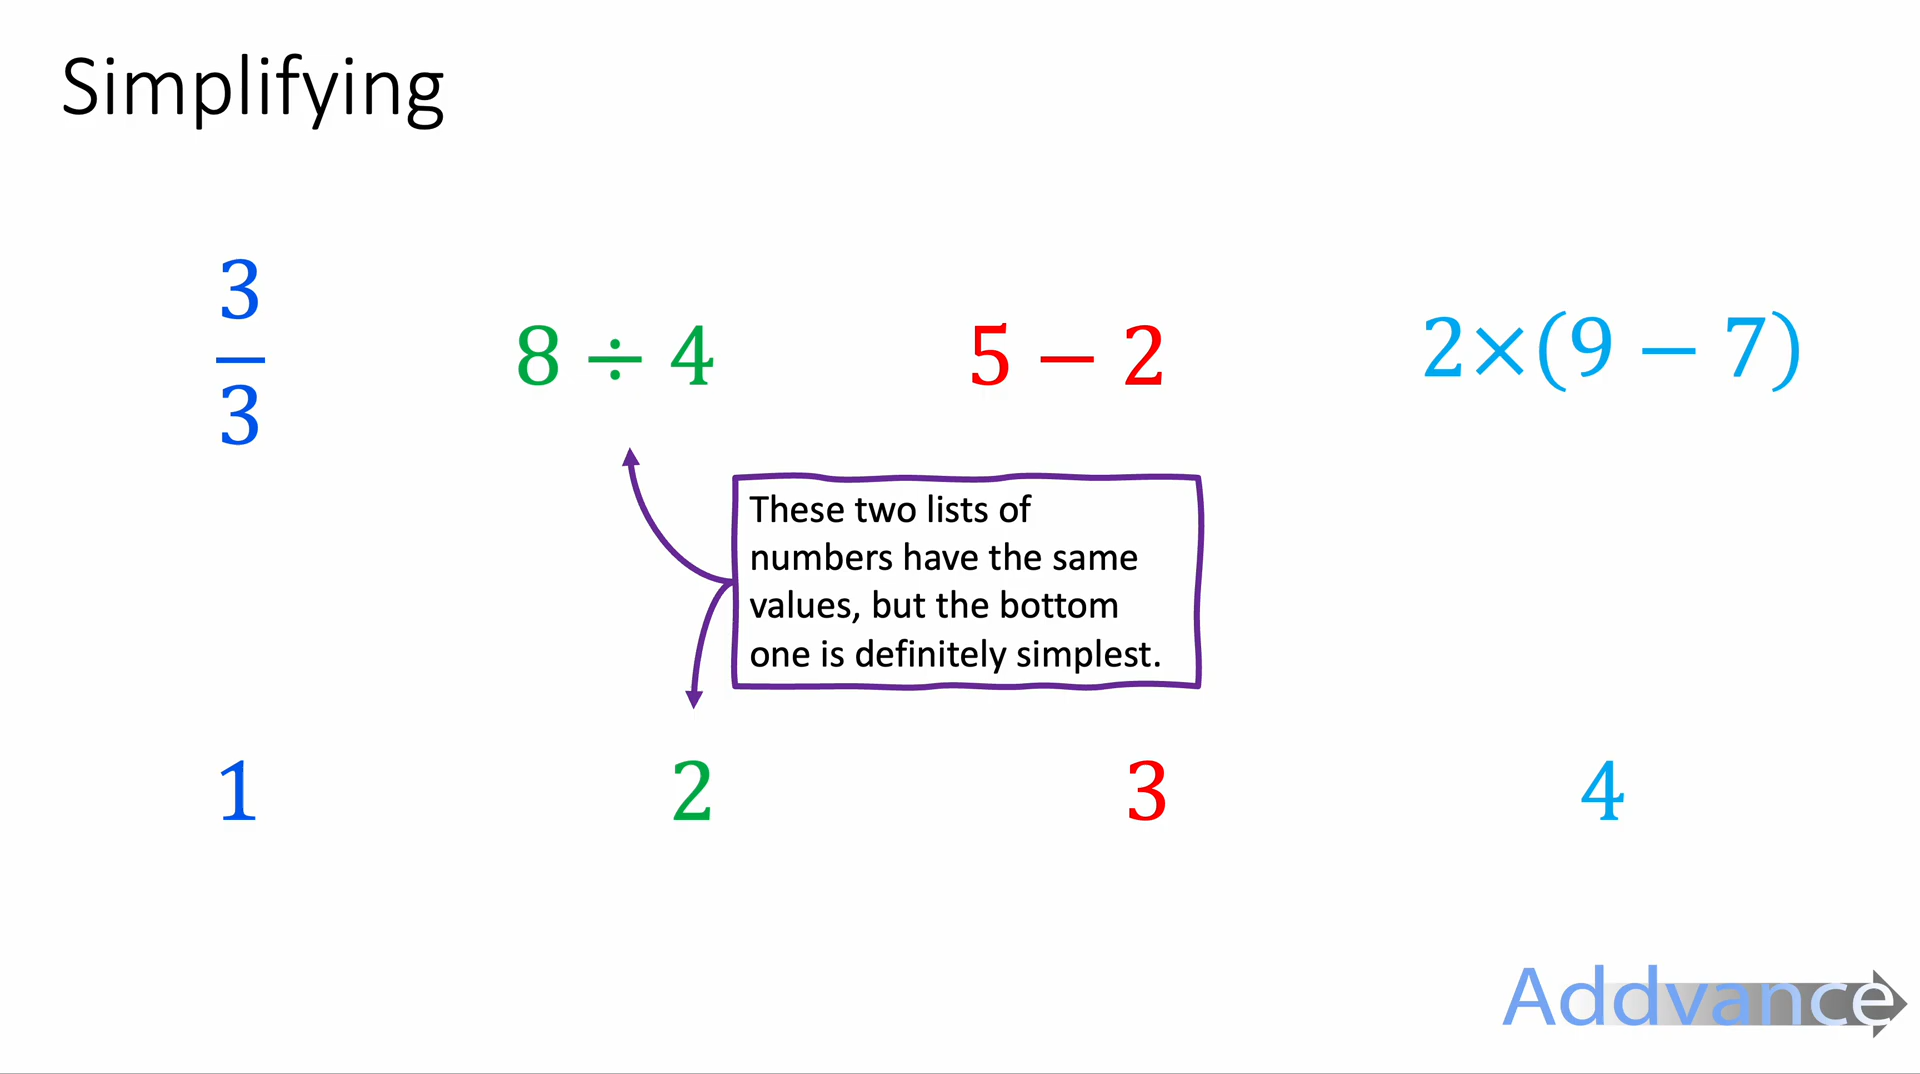 Simplifying
3
3
8 ÷ 4
5 − 2
2×(9 − 7)
These two lists of
numbers have the same
values, but the bottom
one is definitely simplest.
1
2
3
4
Addvance